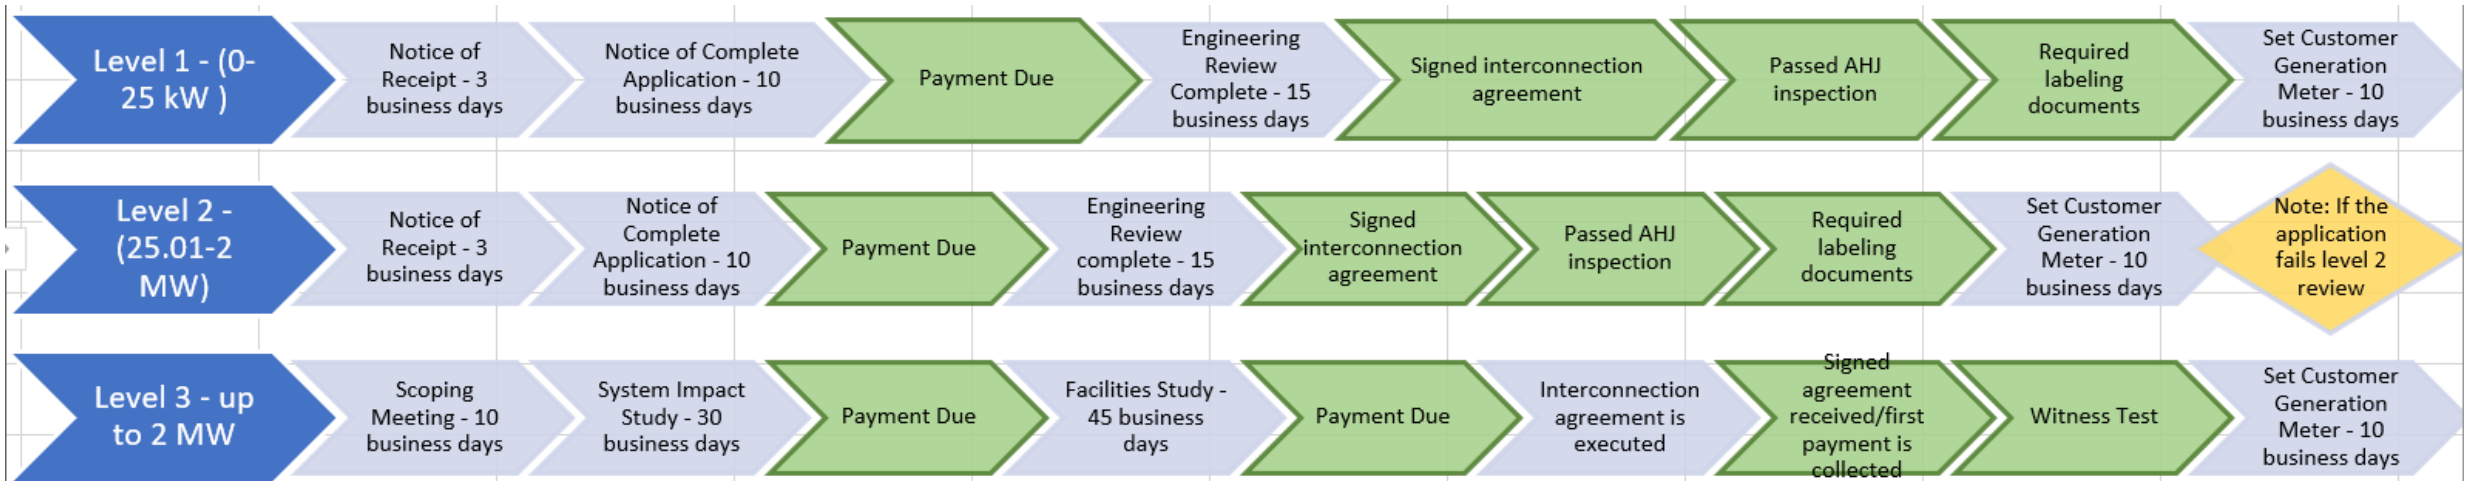 Level 1 - (0-
25 kW )
Notice of
Receipt - 3
business days
Notice of Complete
Application - 10
business days
Payment Due
Engineering
Review
Complete - 15
business days
Signed interconnection
agreement
Passed AHJ
inspection
Required
labeling
documents
Set Customer
Generation
Meter - 10
business days
Level 2 -
(25.01-2
MW)
Notice of
Receipt - 3
business days
Notice of
Complete
Application - 10
business days
Payment Due
Engineering
Review
complete - 15
business days
Signed
interconnection
agreement
Passed AHJ
inspection
Required
labeling
documents
Set Customer
Generation
Meter - 10
business days
Note: If the
application
fails level 2
review
Level 3 - up
to 2 MW
Scoping
Meeting - 10
business days
System Impact
Study - 30
business days
Payment Due
Facilities Study -
45 business
days
Payment Due
Interconnection
agreement is
executed
Signed
agreement
received/first
payment is
collected
Witness Test
Set Customer
Generation
Meter - 10
business days